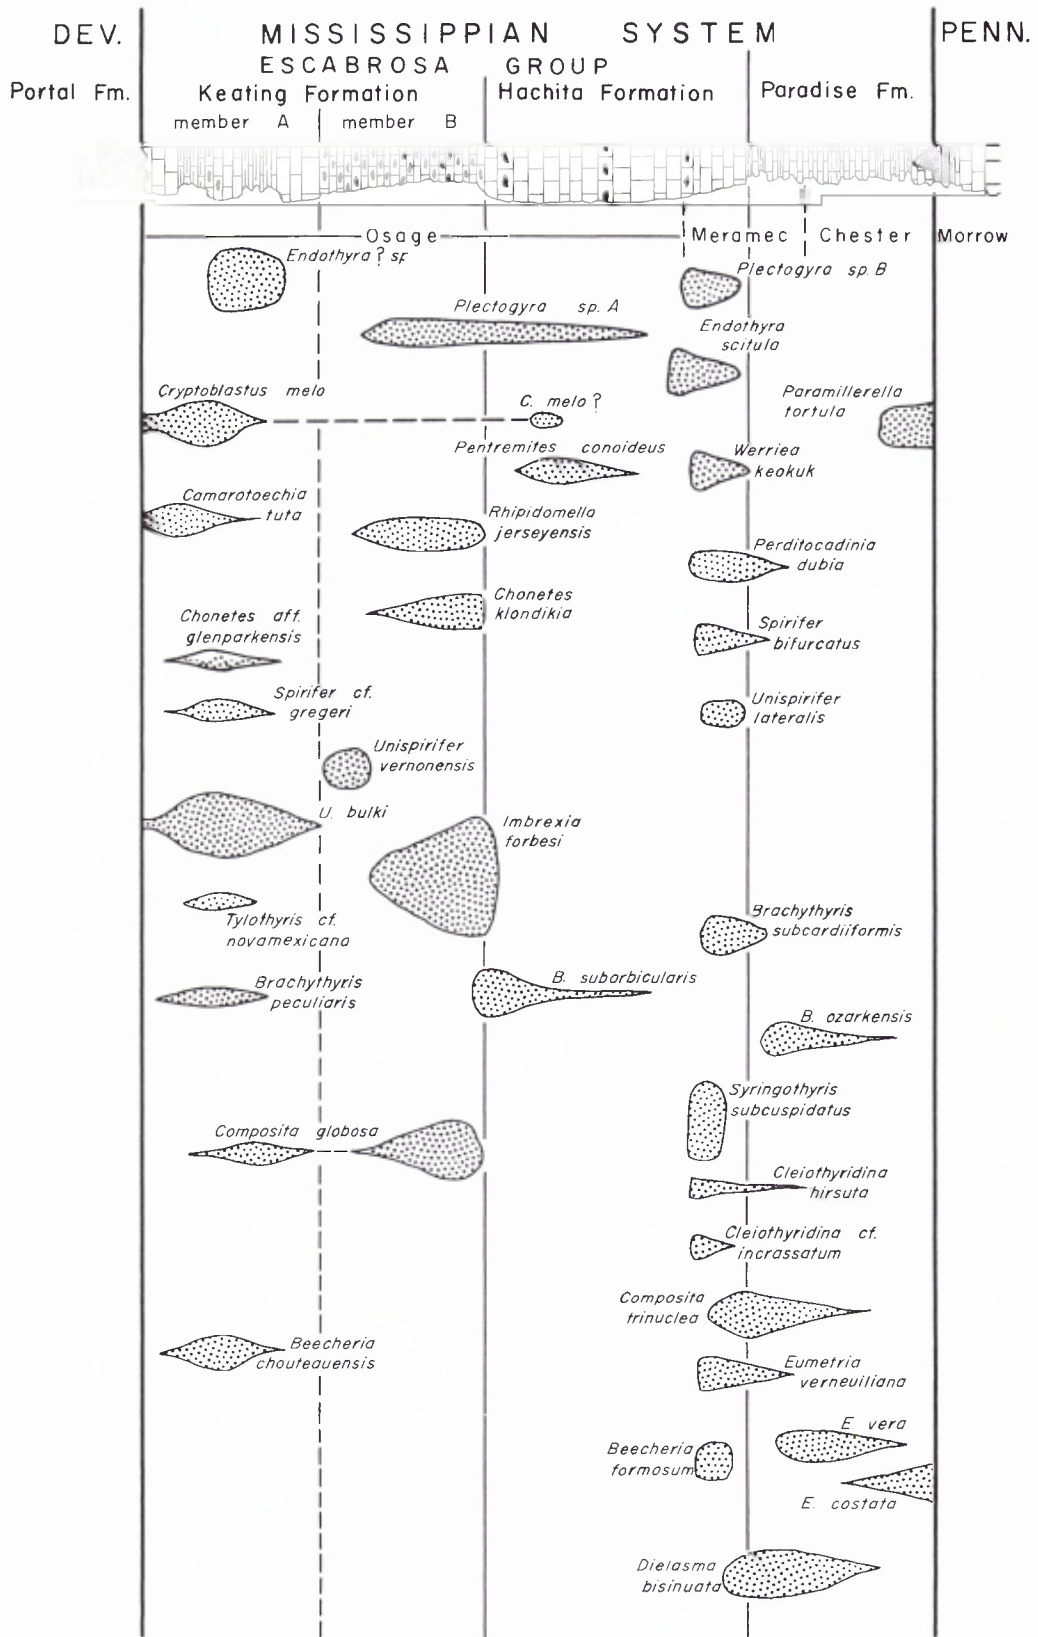 DEV. MISSISSIPPIAN SYSTEM PENN.
ESCABROSA GROUP
Portal Fm. Keating Formation Hachita Formation Paradise Fm.
member A member B
Osage Meramec Chester Morrow
Endothyra? sp.
Plectogyra sp. B
Plectogyra sp. A
Endothyra
scitula
Cryptoblastus melo
C. melo?
Paramillerella
tortula
Pentremites conoideus
Werriea
keokuk
Camarotoechia
tuta
Rhipidomella
jerseyensis
Perditocadinia
dubia
Chonetes
klondikia
Chonetes aff.
glenparkensis
Spirifer
bifurcatus
Spirifer cf.
gregeri
Unispirifer
lateralis
Unispirifer
vernonensis
U. bulki
Imbrexia
forbesi
Tylothyris cf.
novamexicana
Brachythyris
subcardiiformis
Brachythyris
peculiaris
B. suborbicularis
B. ozarkensis
Syringothyris
subcuspidatus
Composita globosa
Cleiothyridina
hirsuta
Cleiothyridina cf.
incrassatum
Composita
trinuclea
Beecheria
chouteauensis
Eumetria
verneuiliana
E. vera
Beecheria
formosum
E. costata
Dielasma
bisinuata